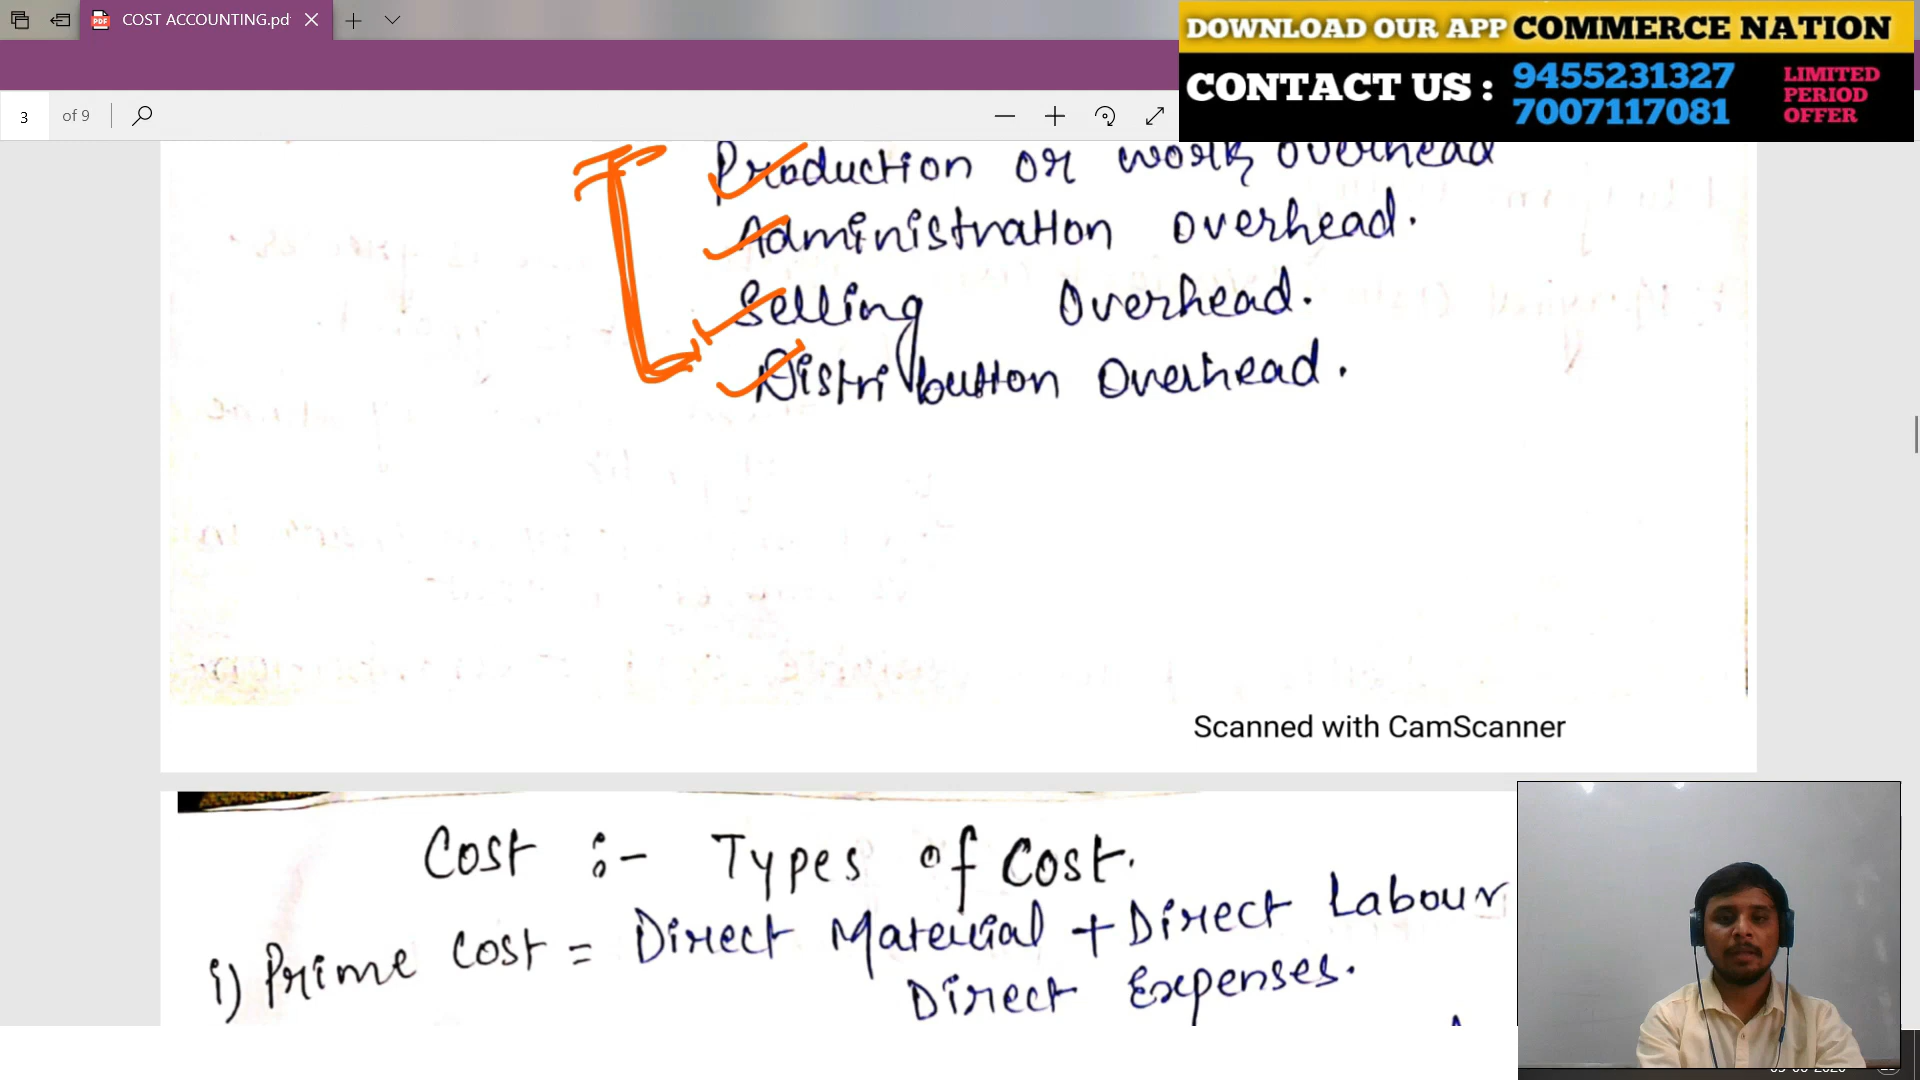 COST ACCOUNTING.pd
DOWNLOAD OUR APP COMMERCE NATION
CONTACT US : 9455231327
7007117081
LIMITED
PERIOD
OFFER
3 of 9
Production or work overhead
Administration overhead.
Selling Overhead.
Distribution Overhead.
Scanned with CamScanner
Cost :- Types of Cost.
i) Prime Cost = Direct Material + Direct Labour
Direct Expenses.